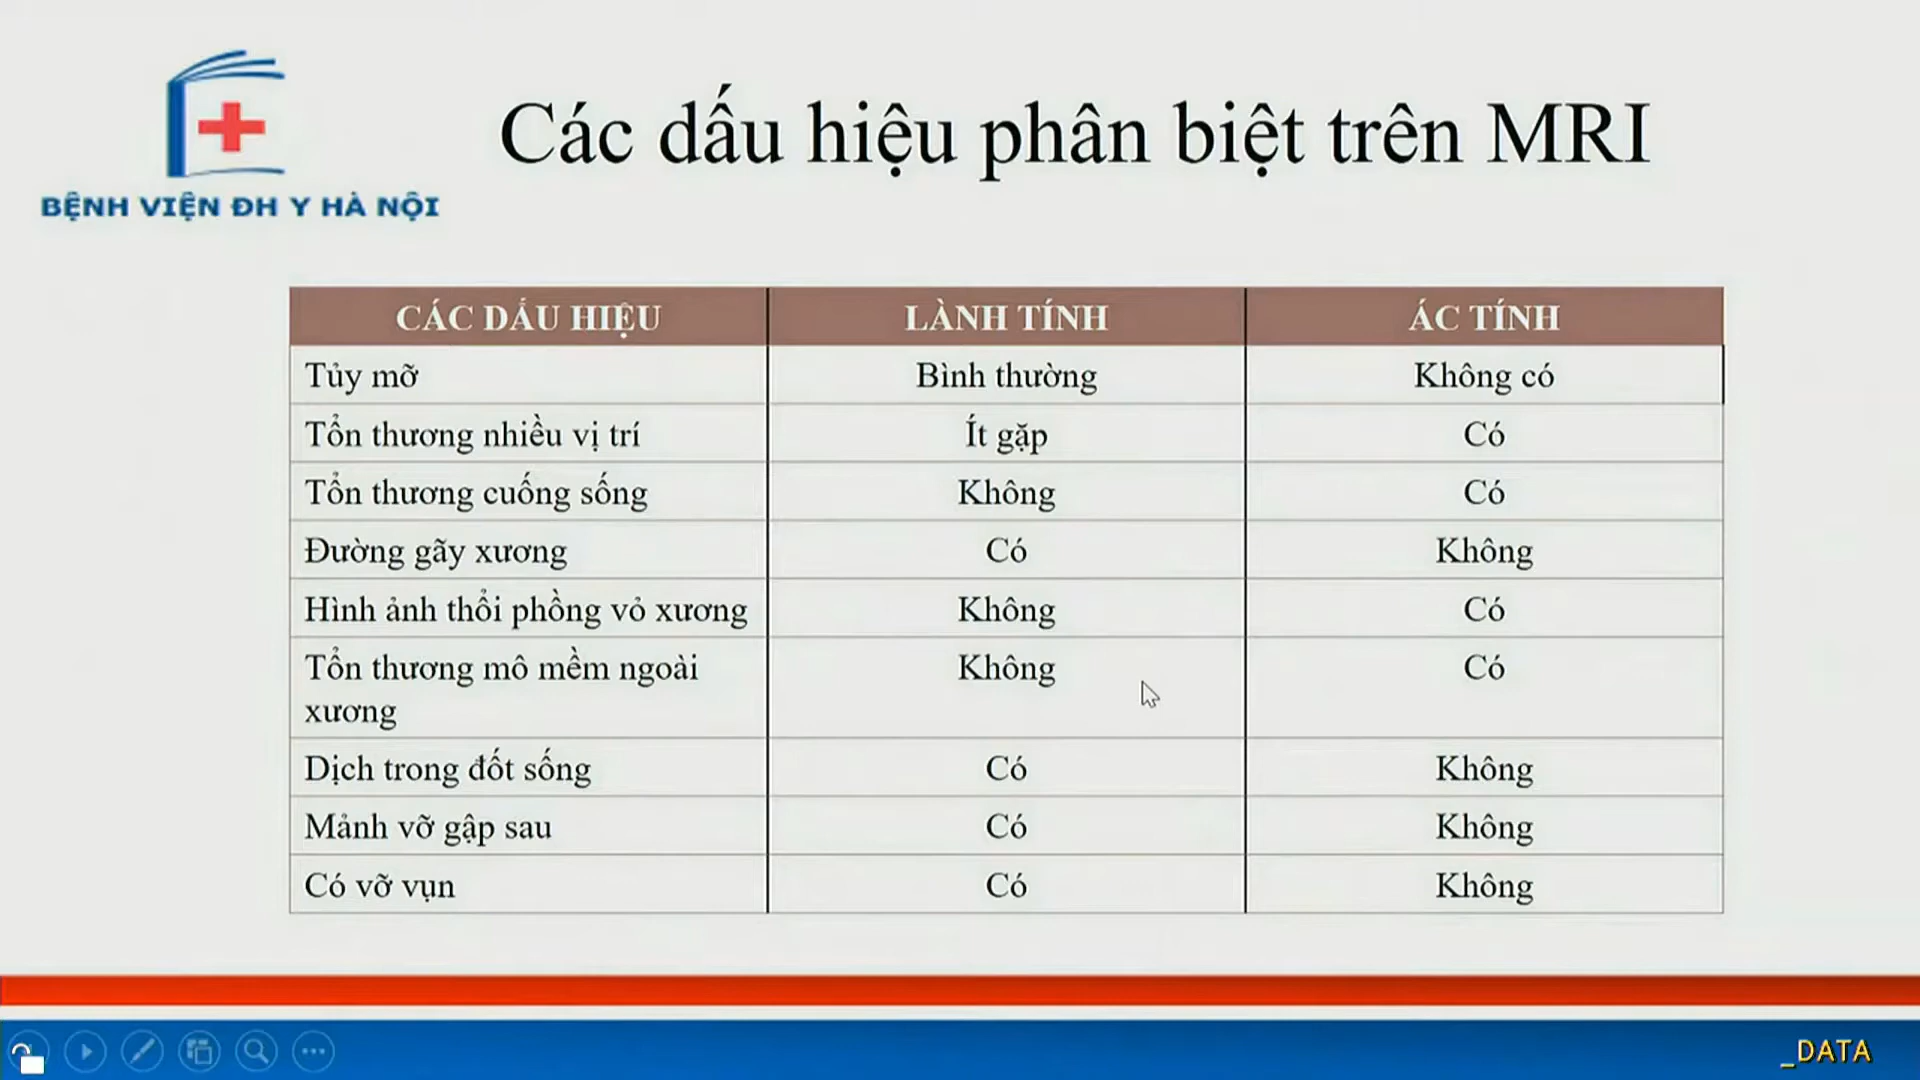 BỆNH VIỆN ĐH Y HÀ NỘI
Các dấu hiệu phân biệt trên MRI
CÁC DẤU HIỆU LÀNH TÍNH ÁC TÍNH
Tủy mỡ Bình thường Không có
Tổn thương nhiều vị trí Ít gặp Có
Tổn thương cuống sống Không Có
Đường gãy xương Có Không
Hình ảnh thổi phồng vỏ xương Không Có
Tổn thương mô mềm ngoài Không Có
xương
Dịch trong đốt sống Có Không
Mảnh vỡ gập sau Có Không
Có vỡ vụn Có Không
_DATA